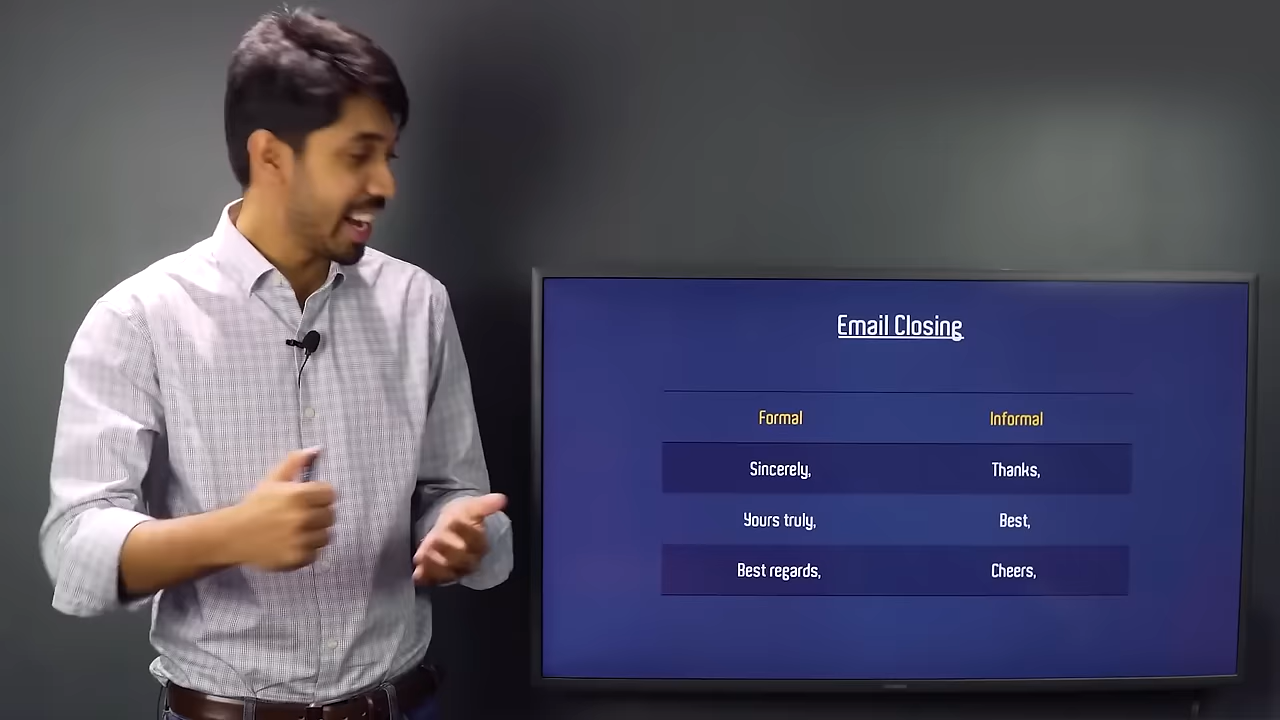 Email Closing
Formal Informal
Sincerely, Thanks,
Yours truly, Best,
Best regards, Cheers,